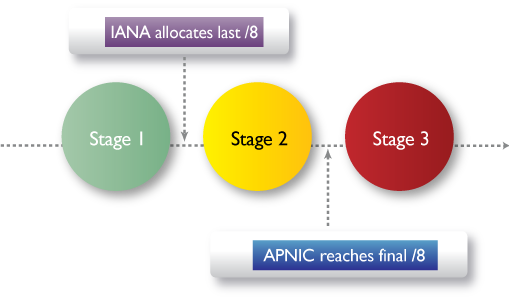 IANA allocates last /8
Stage 1
Stage 2
Stage 3
APNIC reaches final /8